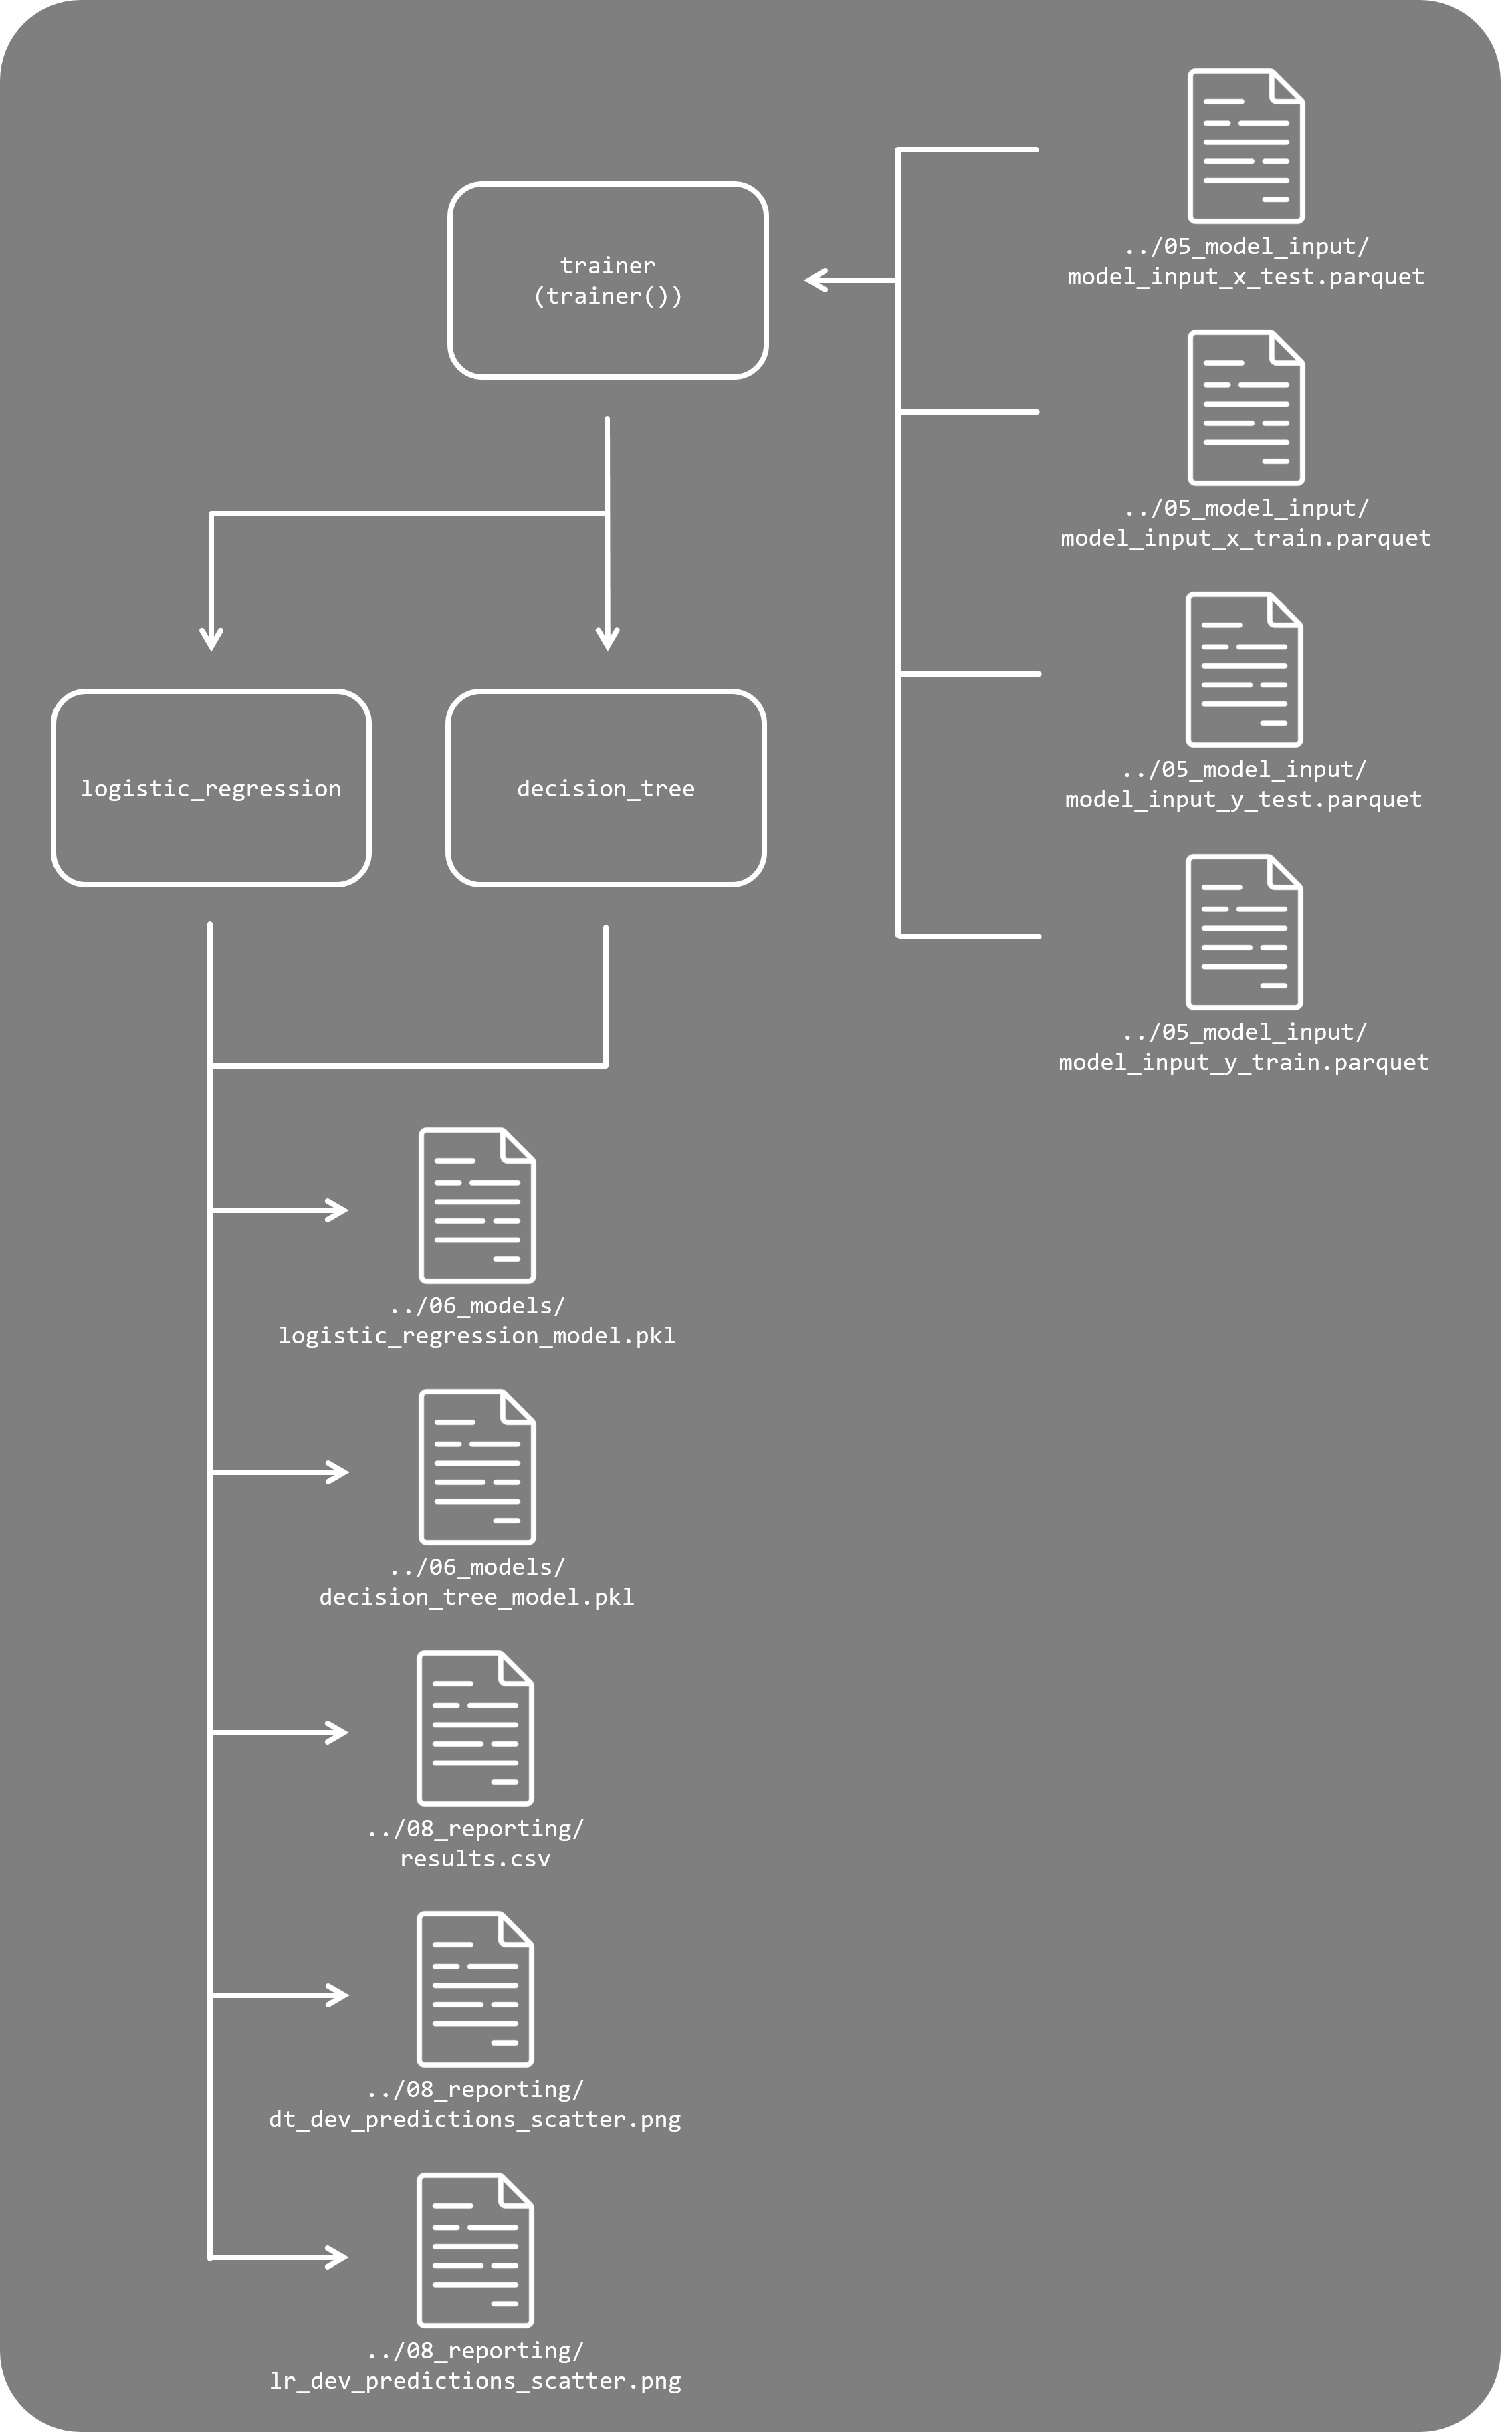 trainer
(trainer())
../05_model_input/
model_input_x_test.parquet
../05_model_input/
model_input_x_train.parquet
../05_model_input/
model_input_y_test.parquet
../05_model_input/
model_input_y_train.parquet
logistic_regression
decision_tree
../06_models/
logistic_regression_model.pkl
../06_models/
decision_tree_model.pkl
../08_reporting/
results.csv
../08_reporting/
dt_dev_predictions_scatter.png
../08_reporting/
lr_dev_predictions_scatter.png